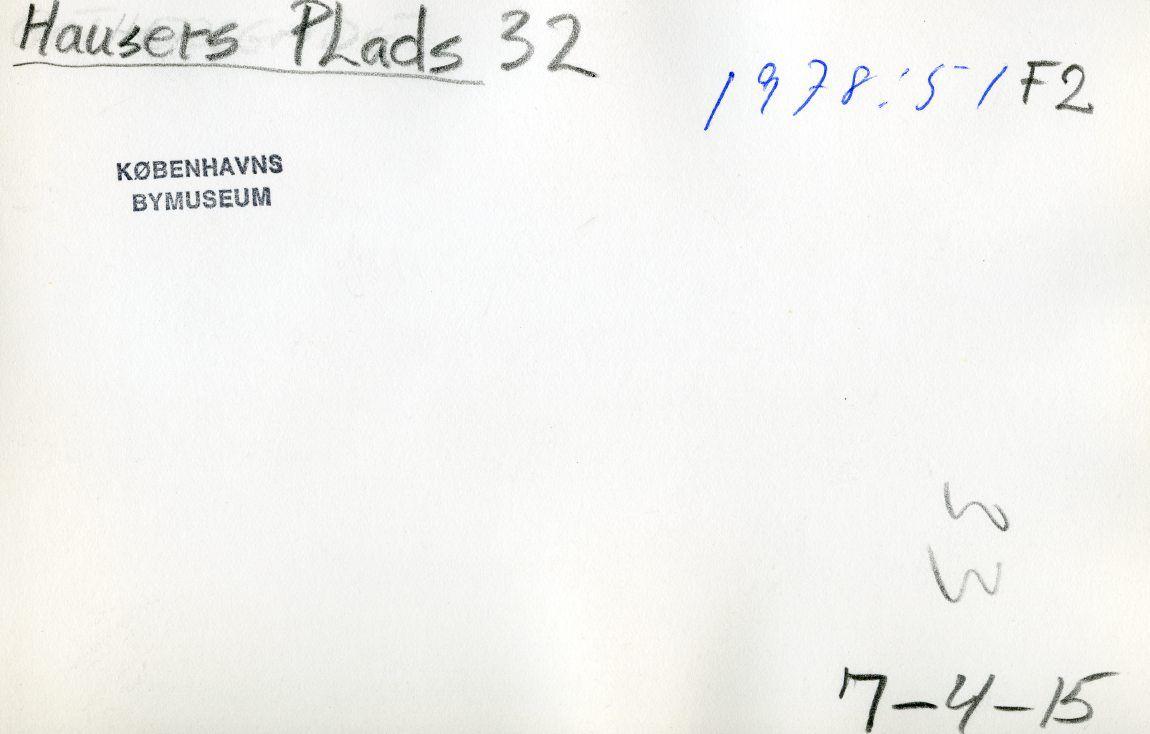 Hausers PLads 32
1978:51 F2
KØBENHAVNS
BYMUSEUM
7-4-15